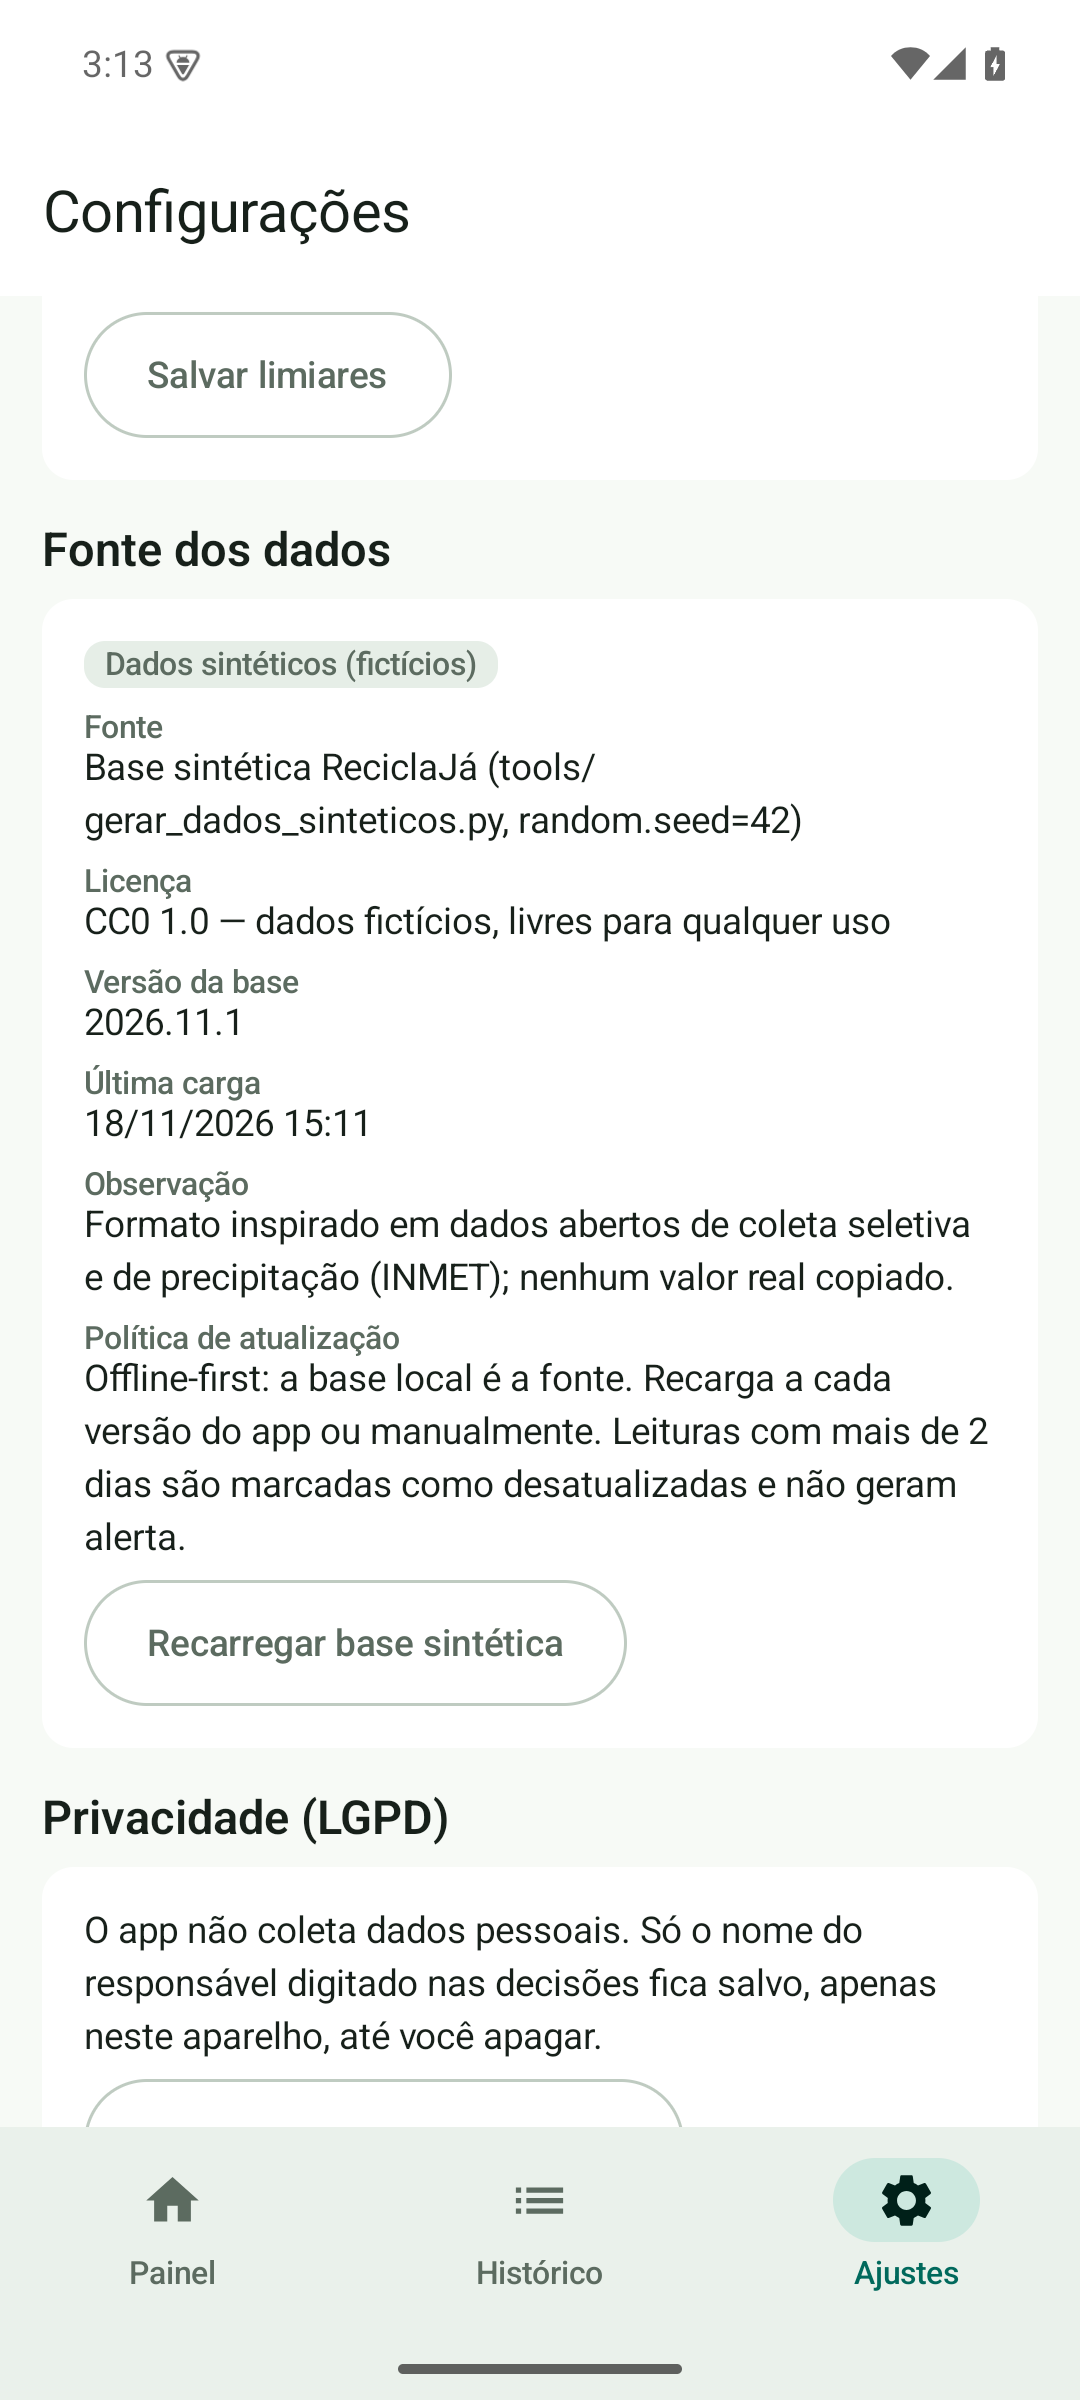 3:13
Configurações
Salvar limiares
Fonte dos dados
Dados sintéticos (fictícios)
Fonte
Base sintética ReciclaJá (tools/
gerar_dados_sinteticos.py, random.seed=42)
Licença
CC0 1.0 — dados fictícios, livres para qualquer uso
Versão da base
2026.11.1
Última carga
18/11/2026 15:11
Observação
Formato inspirado em dados abertos de coleta seletiva
e de precipitação (INMET); nenhum valor real copiado.
Política de atualização
Offline-first: a base local é a fonte. Recarga a cada
versão do app ou manualmente. Leituras com mais de 2
dias são marcadas como desatualizadas e não geram
alerta.
Recarregar base sintética
Privacidade (LGPD)
O app não coleta dados pessoais. Só o nome do
responsável digitado nas decisões fica salvo, apenas
neste aparelho, até você apagar.
Painel
Histórico
Ajustes